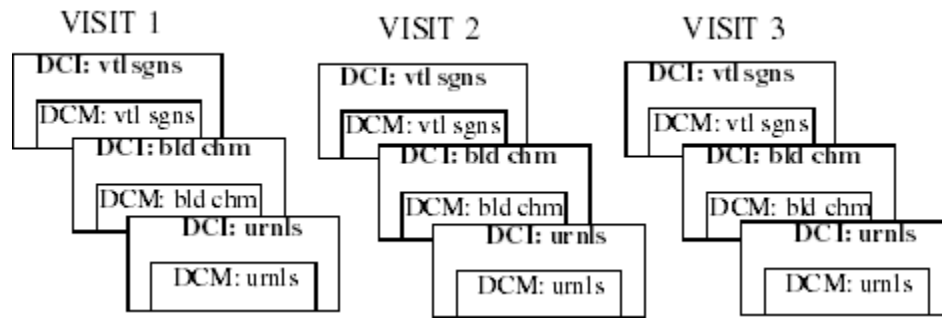 VISIT 1
DCI: vtl sgns
DCM: vtl sgns
DCI: bld chm
DCM: bld chm
DCI: urnls
DCM: urnls
VISIT 2
DCI: vtl sgns
DCM: vtl sgns
DCI: bld chm
DCM: bld chm
DCI: urnls
DCM: urnls
VISIT 3
DCI: vtl sgns
DCM: vtl sgns
DCI: bld chm
DCM: bld chm
DCI: urnls
DCM: urnls